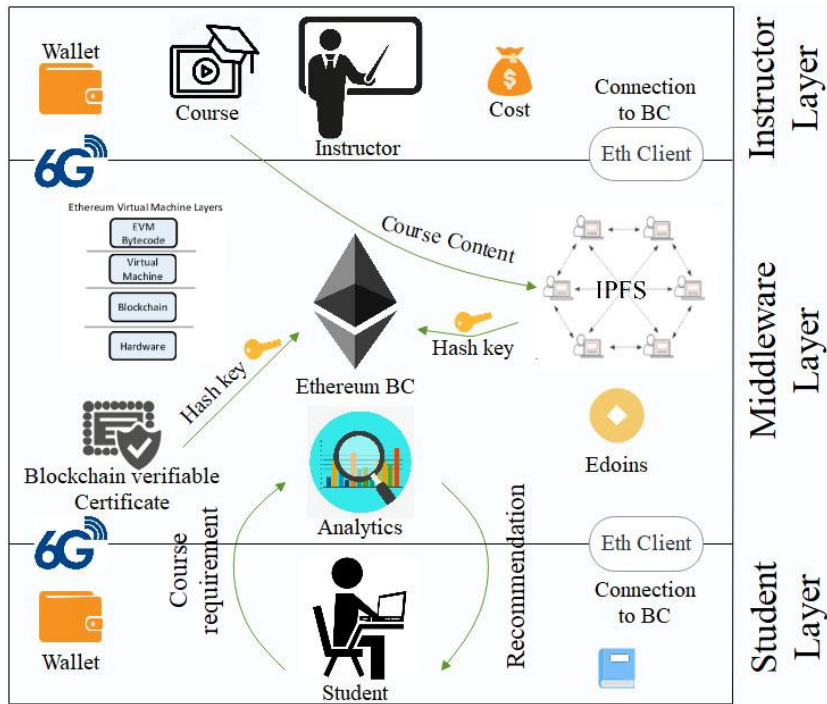 Wallet
Course
Instructor
$
Cost
Connection
to BC
Eth Client
Instructor
Layer
6G
Ethereum Virtual Machine Layers
EVM
Bytecode
Virtual
Machine
Blockchain
Hardware
Course Content
IPFS
Hash key
Ethereum BC
Hash key
Blockchain verifiable
Certificate
Analytics
Edoins
Middleware
Layer
6G
Course
requirement
Recommendation
Eth Client
Connection
to BC
Wallet
Student
Student
Layer